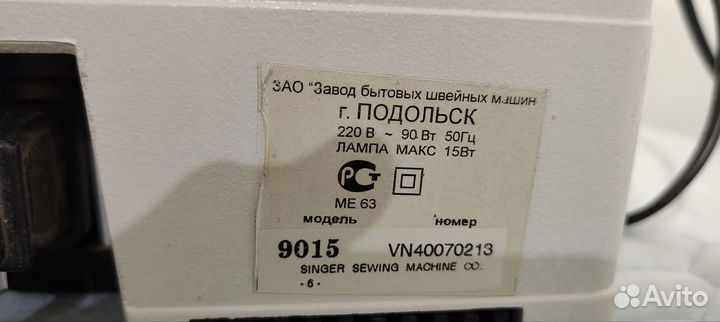 ЗАО "Завод бытовых швейных машин
г. ПОДОЛЬСК
220 В ~ 90 Вт 50Гц
ЛАМПА МАКС 15Вт
РСТ
МЕ 63
модель номер
9015 VN40070213
SINGER SEWING MACHINE CO.
·6·
Avito